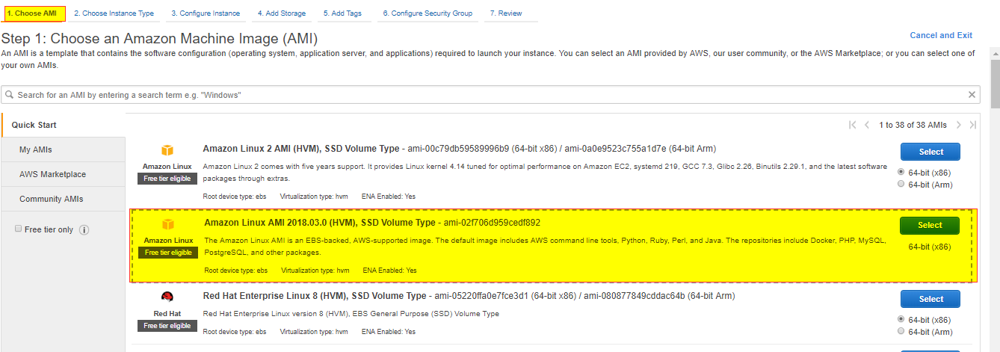 1. Choose AMI 2. Choose Instance Type 3. Configure Instance 4. Add Storage 5. Add Tags 6. Configure Security Group 7. Review
Step 1: Choose an Amazon Machine Image (AMI)
Cancel and Exit
An AMI is a template that contains the software configuration (operating system, application server, and applications) required to launch your instance. You can select an AMI provided by AWS, our user community, or the AWS Marketplace; or you can select one of
your own AMIs.
Search for an AMI by entering a search term e.g. "Windows"
Quick Start
My AMIs
AWS Marketplace
Community AMIs
Free tier only
1 to 38 of 38 AMIs
Amazon Linux
Free tier eligible
Amazon Linux 2 AMI (HVM), SSD Volume Type - ami-00c79db59589996b9 (64-bit x86) / ami-0a0e9523c755a1d7e (64-bit Arm)
Amazon Linux 2 comes with five years support. It provides Linux kernel 4.14 tuned for optimal performance on Amazon EC2, systemd 219, GCC 7.3, Glibc 2.26, Binutils 2.29.1, and the latest software
packages through extras.
Root device type: ebs Virtualization type: hvm ENA Enabled: Yes
Select
64-bit (x86)
64-bit (Arm)
Amazon Linux
Free tier eligible
Amazon Linux AMI 2018.03.0 (HVM), SSD Volume Type - ami-02f706d959cedf892
The Amazon Linux AMI is an EBS-backed, AWS-supported image. The default image includes AWS command line tools, Python, Ruby, Perl, and Java. The repositories include Docker, PHP, MySQL,
PostgreSQL, and other packages.
Root device type: ebs Virtualization type: hvm ENA Enabled: Yes
Select
64-bit (x86)
Red Hat
Free tier eligible
Red Hat Enterprise Linux 8 (HVM), SSD Volume Type - ami-05220ffa0e7fce3d1 (64-bit x86) / ami-080877849cddac64b (64-bit Arm)
Red Hat Enterprise Linux version 8 (HVM), EBS General Purpose (SSD) Volume Type
Root device type: ebs Virtualization type: hvm ENA Enabled: Yes
Select
64-bit (x86)
64-bit (Arm)